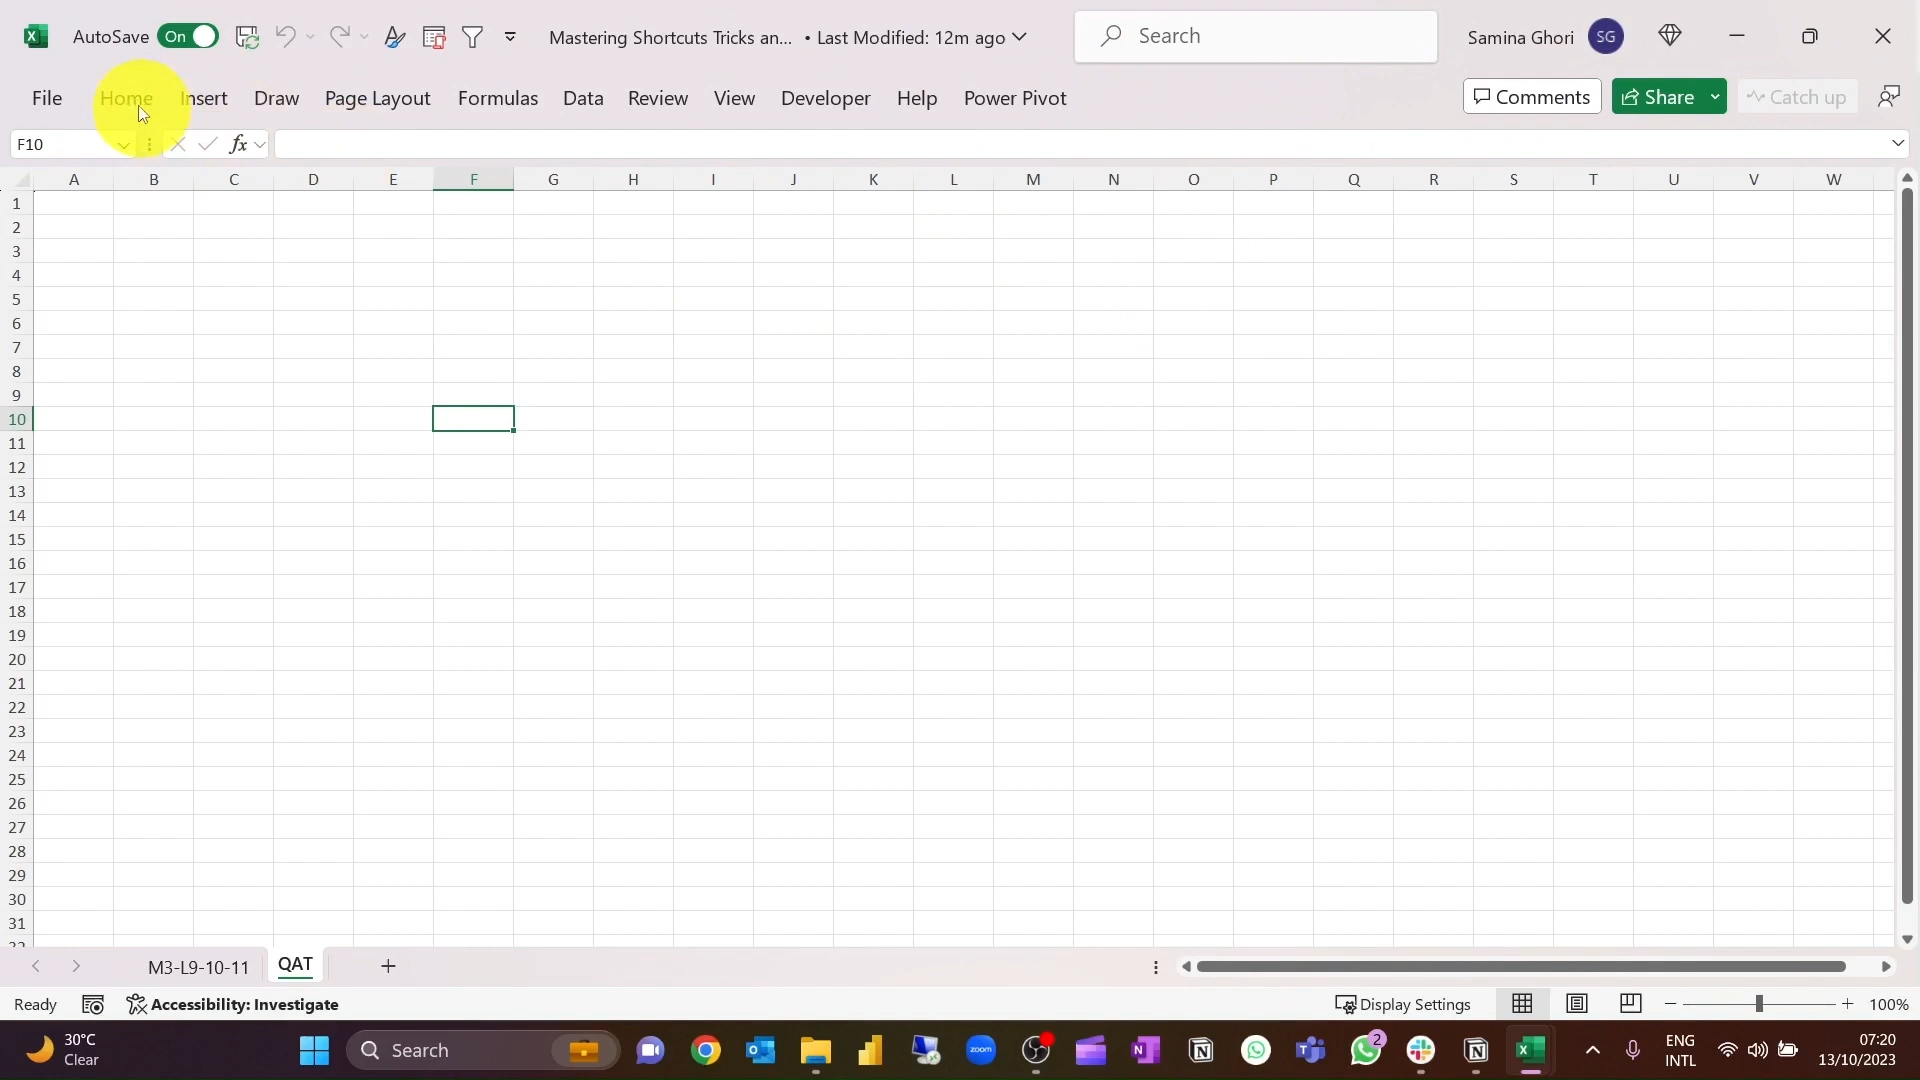 AutoSave On Mastering Shortcuts Tricks an... • Last Modified: 12m ago Search Samina Ghori SG
File Home Insert Draw Page Layout Formulas Data Review View Developer Help Power Pivot Comments Share Catch up
F10 fx
A B C D E F G H I J K L M N O P Q R S T U V W
1
2
3
4
5
6
7
8
9
10
11
12
13
14
15
16
17
18
19
20
21
22
23
24
25
26
27
28
29
30
31
32
M3-L9-10-11 QAT
Ready Accessibility: Investigate Display Settings 100%
30°C
Clear
Search
zoom
2
ENG
INTL
07:20
13/10/2023